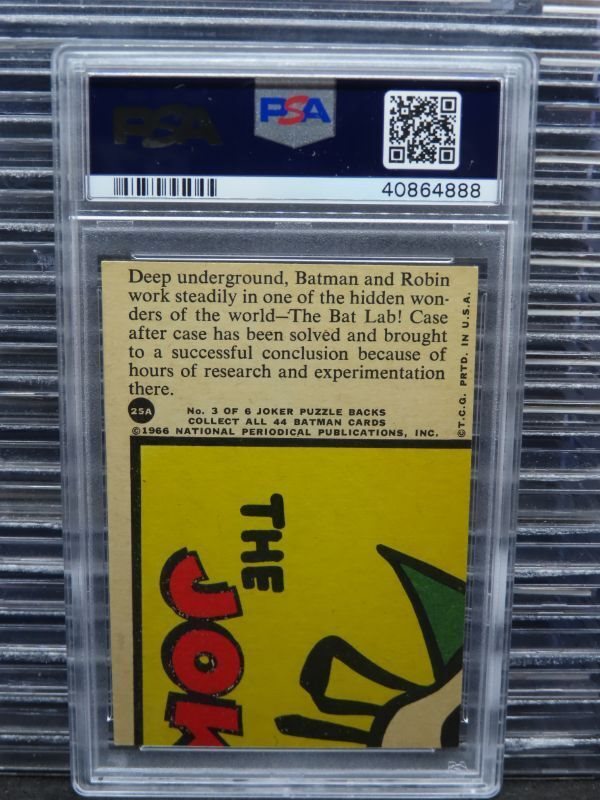 PSA
PSA
40864888
Deep underground, Batman and Robin
work steadily in one of the hidden won-
ders of the world—The Bat Lab! Case
after case has been solved and brought
to a successful conclusion because of
hours of research and experimentation
there.
25A
No. 3 OF 6 JOKER PUZZLE BACKS
COLLECT ALL 44 BATMAN CARDS
©1966 NATIONAL PERIODICAL PUBLICATIONS, INC.
©T.C.G. PRTD. IN U.S.A.
THE
JOK